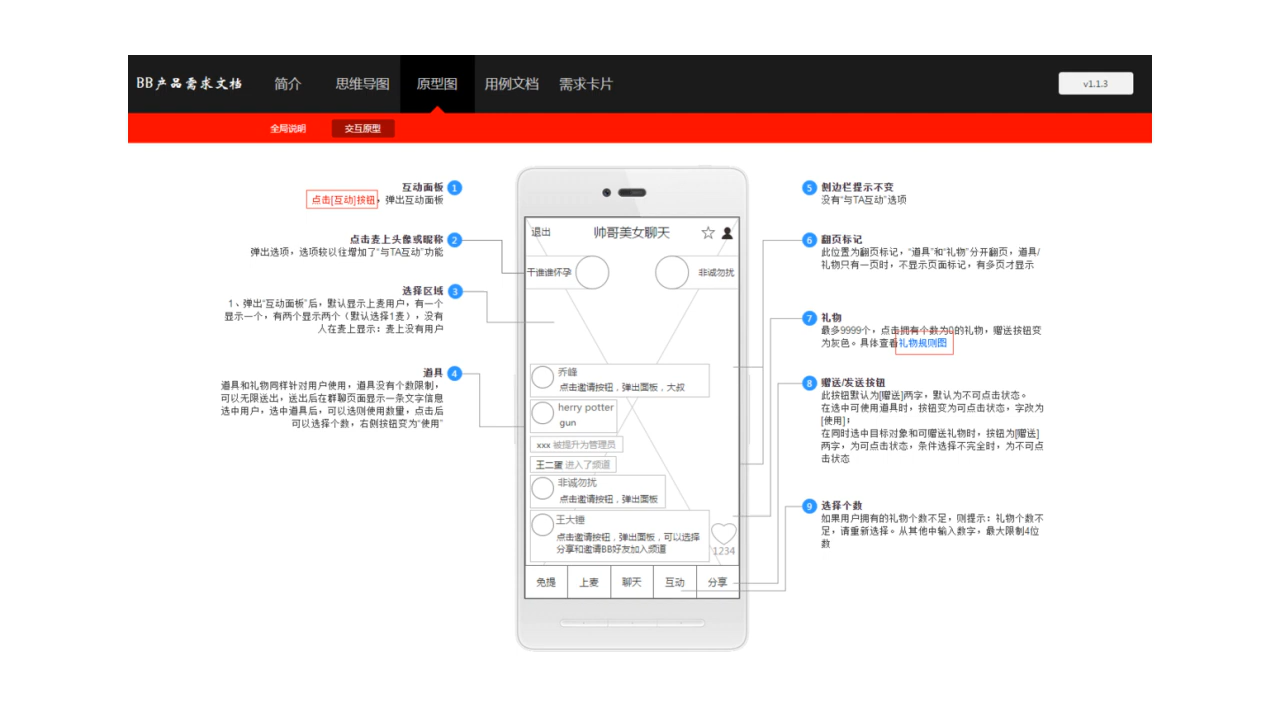 BB产品需求文档 简介 思维导图 原型图 用例文档 需求卡片 v1.1.3
全局说明 交互原型
互动面板 1
点击[互动]按钮，弹出互动面板
点击麦上头像或昵称 2
弹出选项，选项较以往增加了“与TA互动”功能
选择区域 3
1、弹出“互动面板”后，默认显示上麦用户，有一个
显示一个，有两个显示两个（默认选择1麦），没有
人在麦上显示：麦上没有用户
道具 4
道具和礼物同样针对用户使用，道具没有个数限制，
可以无限送出，送出后在群聊页面显示一条文字信息
选中用户，选中道具后，可以选则使用数量，点击后
可以选择个数，右侧按钮变为“使用”
退出 帅哥美女聊天
干谁谁怀孕 非诚勿扰
乔峰
点击邀请按钮，弹出面板，大叔
herry potter
gun
xxx 被提升为管理员
王二蛋 进入了频道
非诚勿扰
点击邀请按钮，弹出面板
王大锤
点击邀请按钮，弹出面板，可以选择
分享和邀请BB好友加入频道
1234
免提 上麦 聊天 互动 分享
5 侧边栏提示不变
没有“与TA互动”选项
6 翻页标记
此位置为翻页标记，“道具”和“礼物”分开翻页，道具/
礼物只有一页时，不显示页面标记，有多页才显示
7 礼物
最多9999个，点击拥有个数为0的礼物，赠送按钮变
为灰色。具体查看礼物规则图
8 赠送/发送按钮
此按钮默认为[赠送]两字，默认为不可点击状态。
在选中可使用道具时，按钮变为可点击状态，字改为
[使用]；
在同时选中目标对象和可赠送礼物时，按钮为[赠送]
两字，为可点击状态，条件选择不完全时，为不可点
击状态
9 选择个数
如果用户拥有的礼物个数不足，则提示：礼物个数不
足，请重新选择。从其他中输入数字，最大限制4位
数